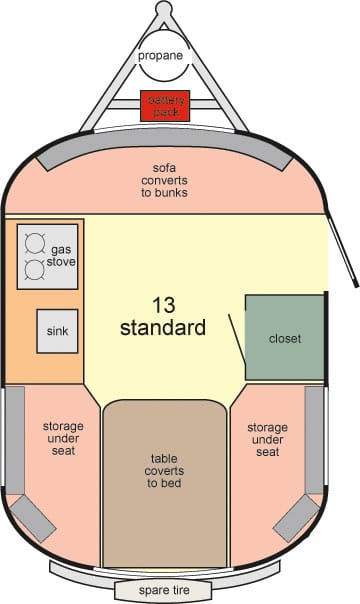 propane
battery
pack
sofa
converts
to bunks
gas
stove
13
standard
sink
closet
storage
under
seat
table
coverts
to bed
storage
under
seat
spare tire